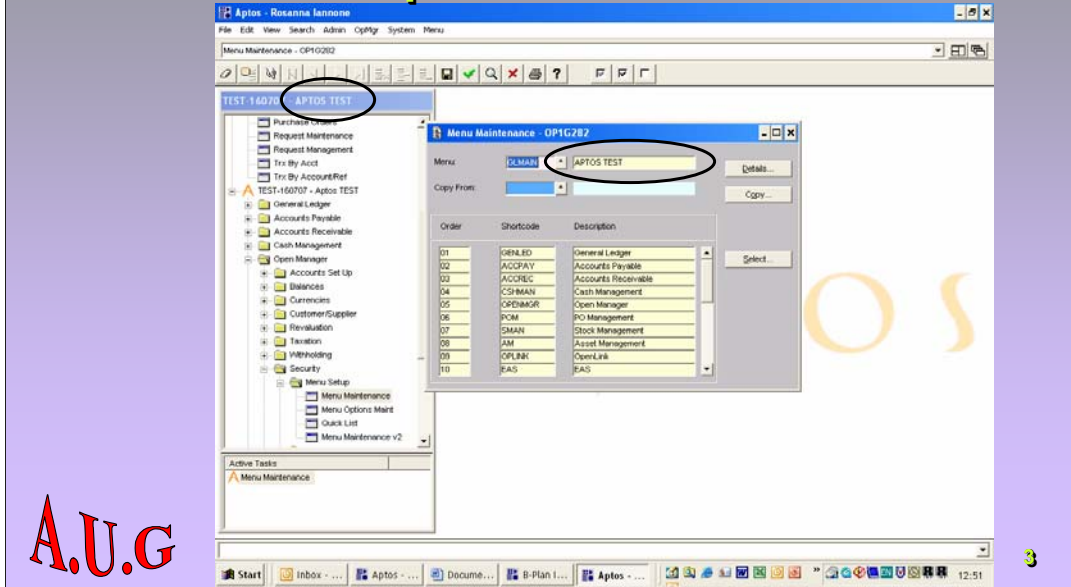 Aptos - Rosanna Iannone
File Edit View Search Admin OpMgr System Menu
Menu Maintenance - OP1G282
TEST-160707 - APTOS TEST
Purchase Orders
Request Maintenance
Request Management
Trx By Acct
Trx By Account/Ref
TEST-160707 - Aptos TEST
General Ledger
Accounts Payable
Accounts Receivable
Cash Management
Open Manager
Accounts Set Up
Balances
Currencies
Customer/Supplier
Revaluation
Taxation
Withholding
Security
Menu Setup
Menu Maintenance
Menu Options Maint
Quick List
Menu Maintenance v2
Active Tasks
Menu Maintenance
Menu Maintenance - OP1G282
Menu: GLMAIN APTOS TEST
Details...
Copy From:
Copy...
Order Shortcode Description
01 GENLED General Ledger
02 ACCPAY Accounts Payable
03 ACCREC Accounts Receivable
04 CSHMAN Cash Management
05 OPENMGR Open Manager
06 POM PO Management
07 SMAN Stock Management
08 AM Asset Management
09 OPLINK OpenLink
10 EAS EAS
Select...
O S
A.U.G
3
Start Inbox - ... Aptos - ... Docume... B-Plan I... Aptos - ... 12:51